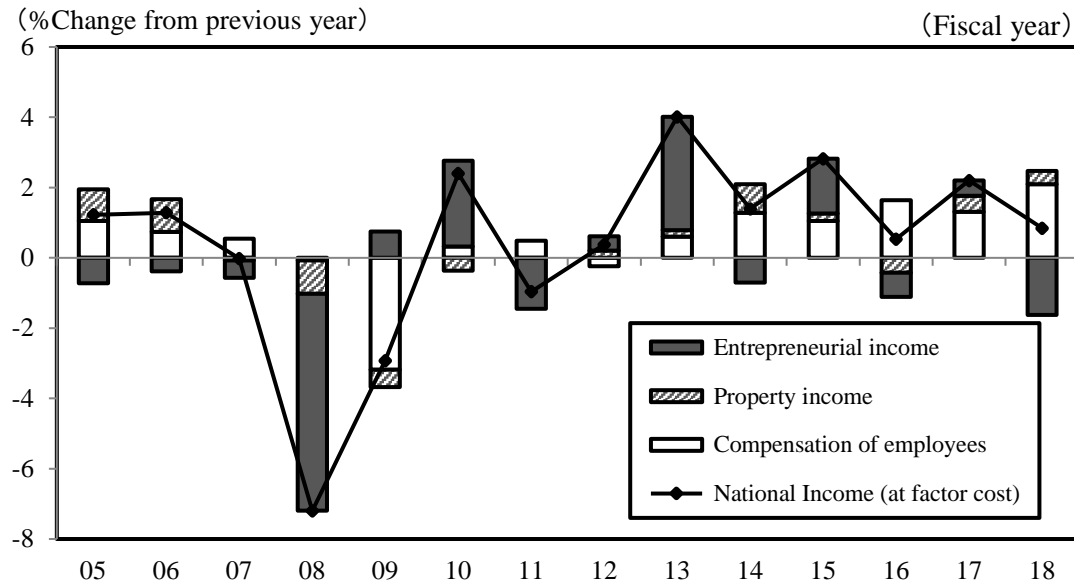 （%Change from previous year）
（Fiscal year）
6
4
2
0
-2
-4
-6
-8
Entrepreneurial income
Property income
Compensation of employees
National Income (at factor cost)
05 06 07 08 09 10 11 12 13 14 15 16 17 18